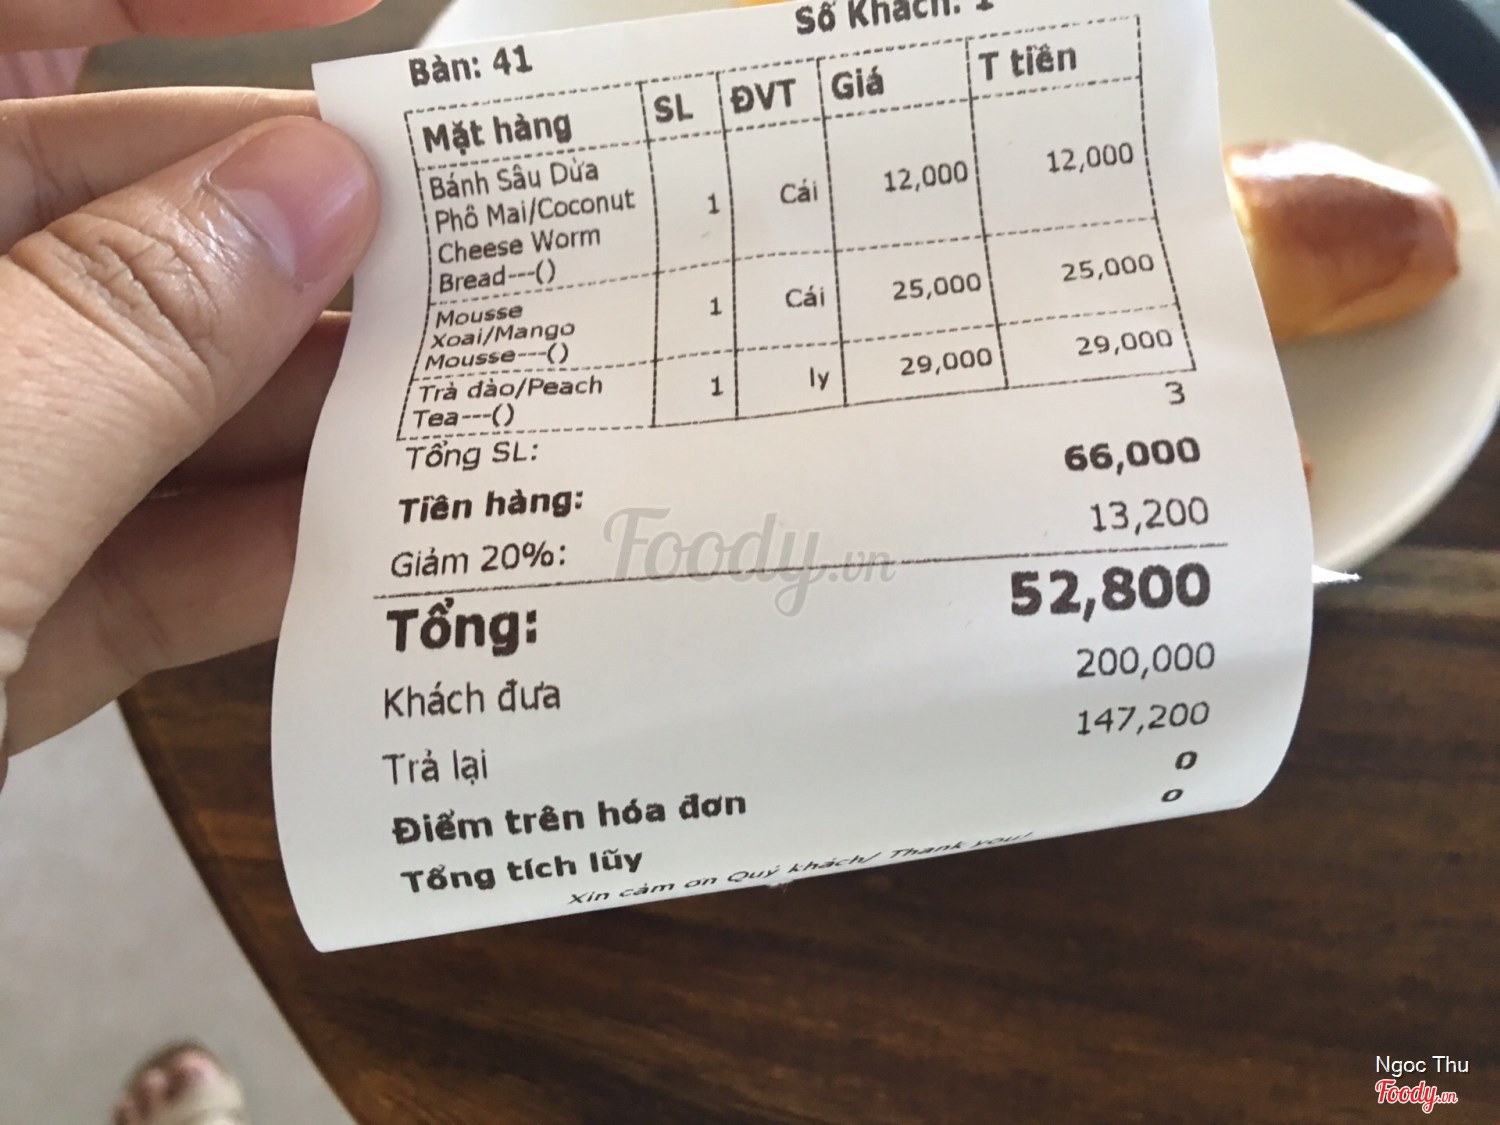 Bàn: 41
Số Khách: 1
Mặt hàng SL ĐVT Giá T tiền
Bánh Sâu Dừa
Phô Mai/Coconut
Cheese Worm
Bread---()
1 Cái 12,000 12,000
Mousse
Xoai/Mango
Mousse---()
1 Cái 25,000 25,000
Trà đào/Peach
Tea---()
1 ly 29,000 29,000
Tổng SL: 3
Tiền hàng: 66,000
Giảm 20%: 13,200
Tổng: 52,800
Khách đưa 200,000
Trả lại 147,200
Điểm trên hóa đơn 0
Tổng tích lũy 0
Xin cảm ơn Quý khách/ Thank you!
Foody.vn
Ngoc Thu
Foody.vn